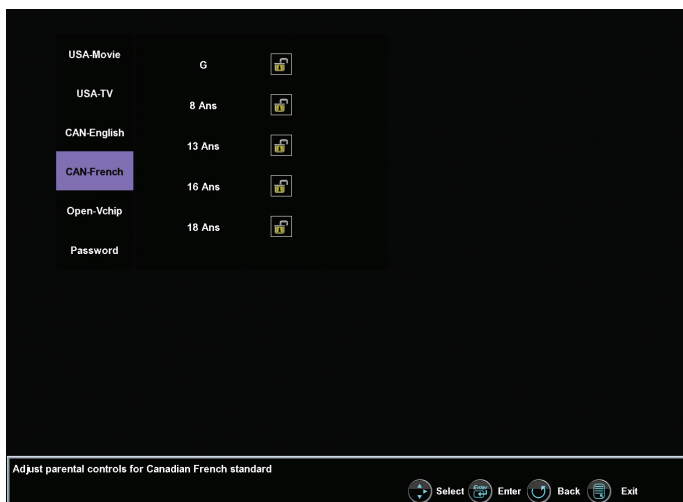 USA-Movie
USA-TV
CAN-English
CAN-French
Open-Vchip
Password
G
8 Ans
13 Ans
16 Ans
18 Ans
Adjust parental controls for Canadian French standard
Select Enter Enter Back Exit